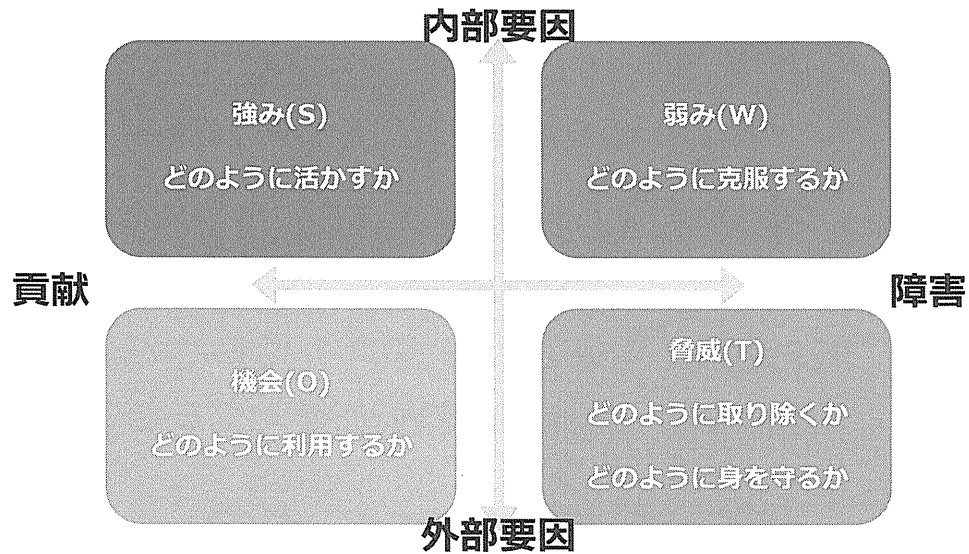 内部要因
強み(S)
どのように活かすか
弱み(W)
どのように克服するか
貢献
障害
機会(O)
どのように利用するか
脅威(T)
どのように取り除くか
どのように身を守るか
外部要因